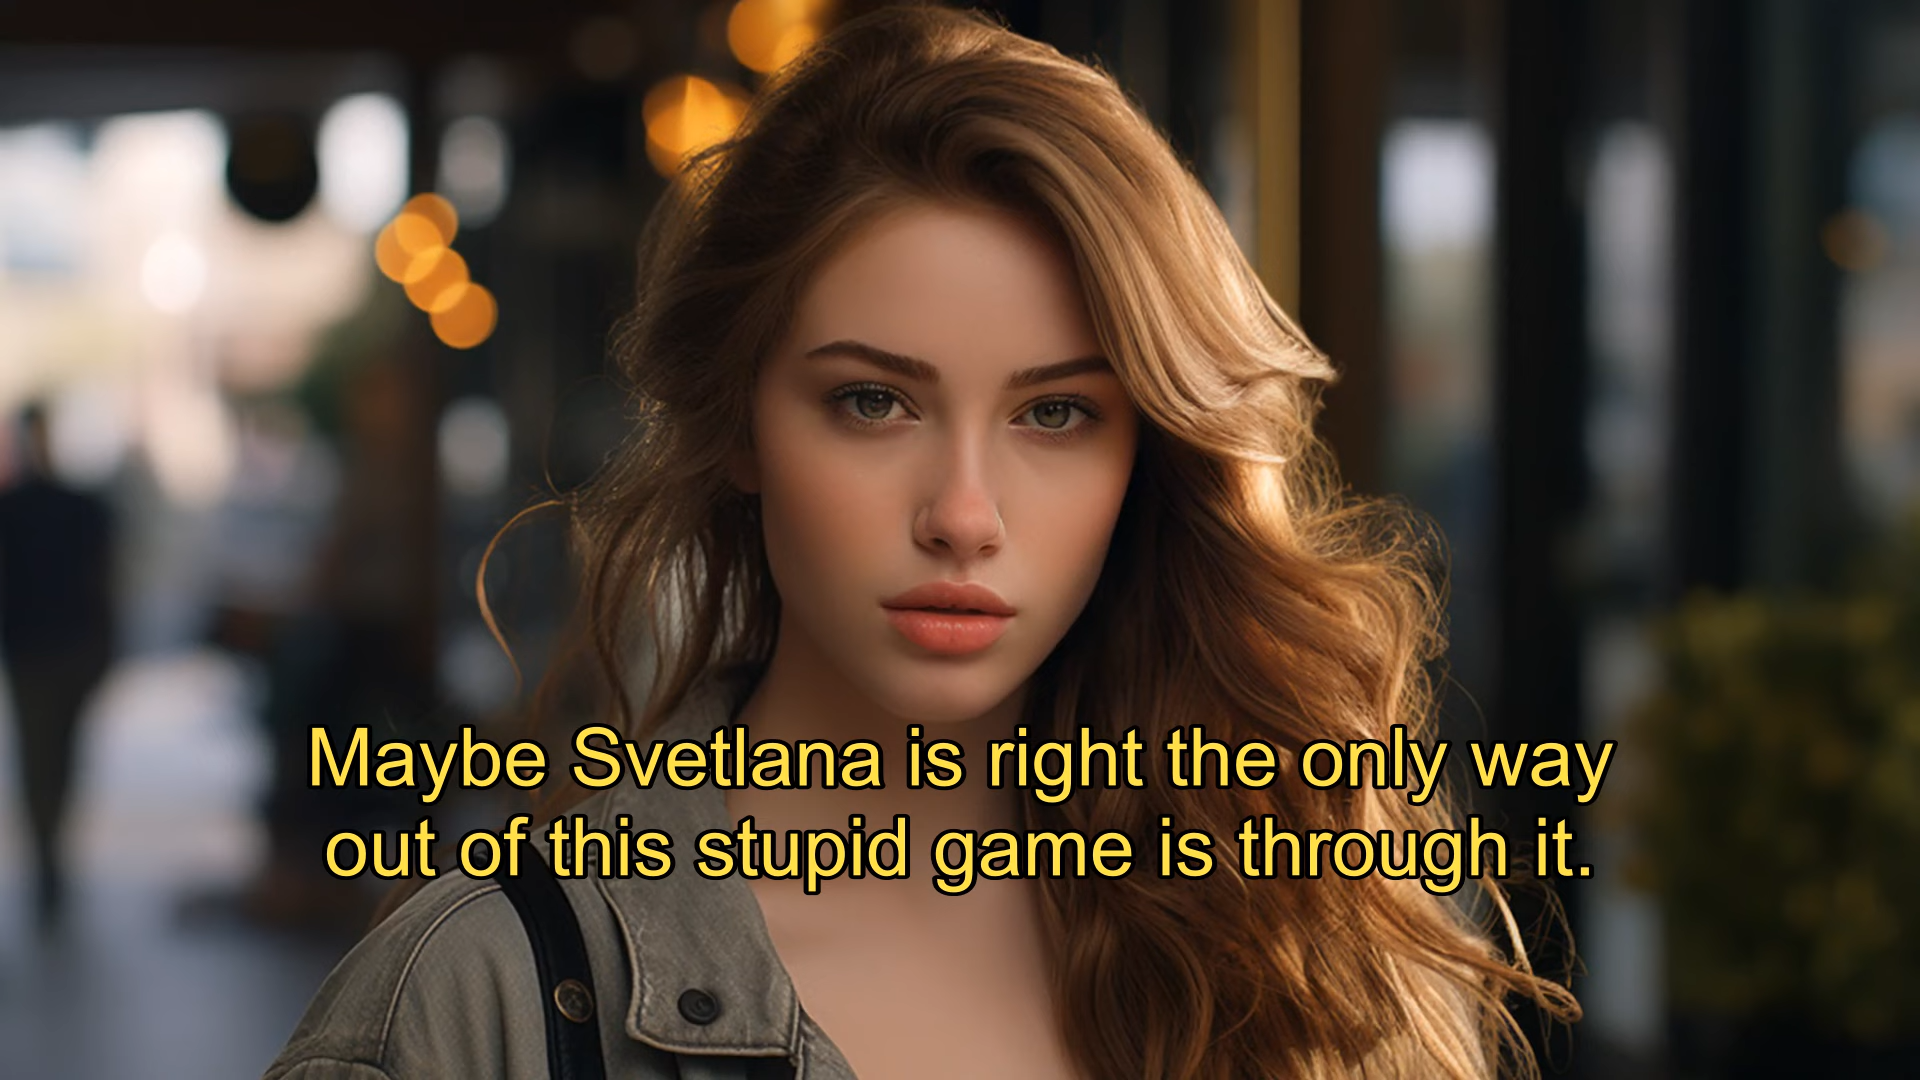 Maybe Svetlana is right the only way
out of this stupid game is through it.